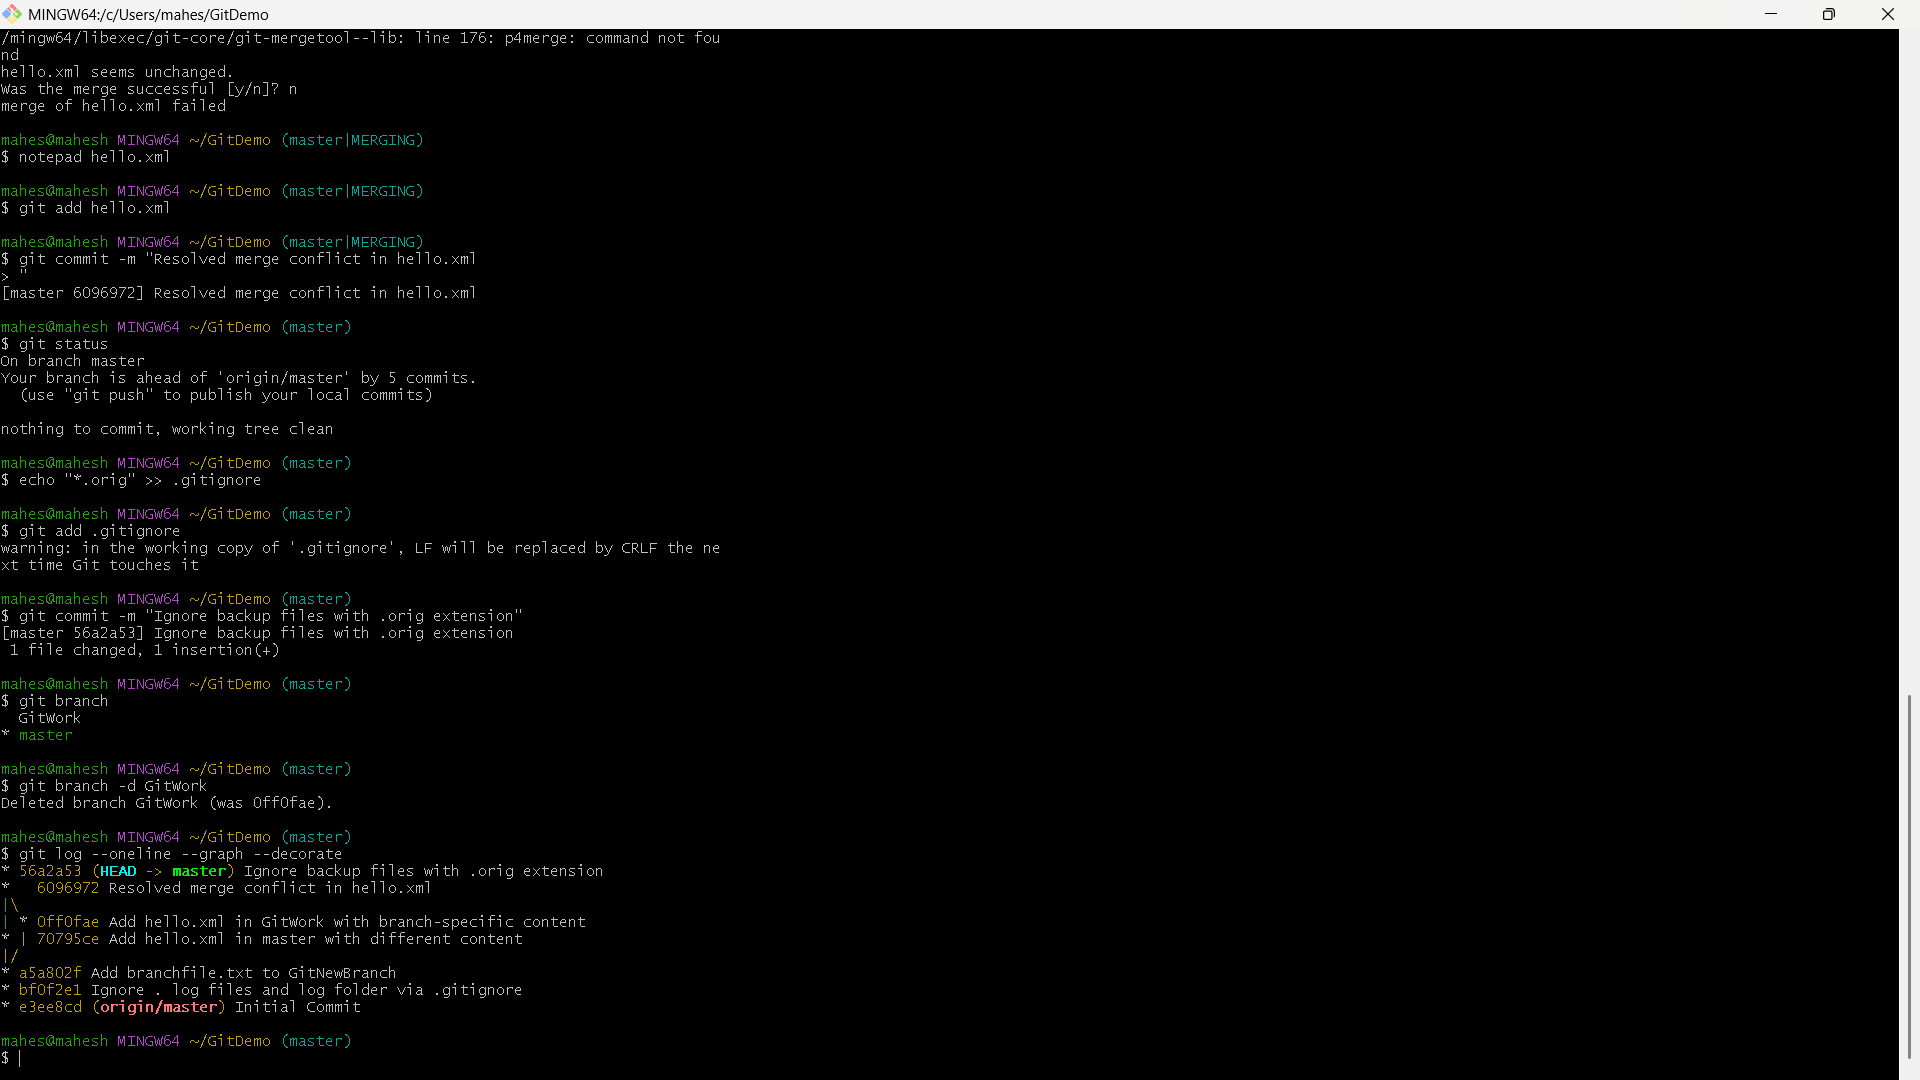 MINGW64:/c/Users/mahes/GitDemo
/mingw64/libexec/git-core/git-mergetool--lib: line 176: p4merge: command not fou
nd
hello.xml seems unchanged.
Was the merge successful [y/n]? n
merge of hello.xml failed
mahes@mahesh MINGW64 ~/GitDemo (master|MERGING)
$ notepad hello.xml
mahes@mahesh MINGW64 ~/GitDemo (master|MERGING)
$ git add hello.xml
mahes@mahesh MINGW64 ~/GitDemo (master|MERGING)
$ git commit -m "Resolved merge conflict in hello.xml
> "
[master 6096972] Resolved merge conflict in hello.xml
mahes@mahesh MINGW64 ~/GitDemo (master)
$ git status
On branch master
Your branch is ahead of 'origin/master' by 5 commits.
  (use "git push" to publish your local commits)
nothing to commit, working tree clean
mahes@mahesh MINGW64 ~/GitDemo (master)
$ echo "*.orig" >> .gitignore
mahes@mahesh MINGW64 ~/GitDemo (master)
$ git add .gitignore
warning: in the working copy of '.gitignore', LF will be replaced by CRLF the ne
xt time Git touches it
mahes@mahesh MINGW64 ~/GitDemo (master)
$ git commit -m "Ignore backup files with .orig extension"
[master 56a2a53] Ignore backup files with .orig extension
 1 file changed, 1 insertion(+)
mahes@mahesh MINGW64 ~/GitDemo (master)
$ git branch
  GitWork
* master
mahes@mahesh MINGW64 ~/GitDemo (master)
$ git branch -d GitWork
Deleted branch GitWork (was 0ff0fae).
mahes@mahesh MINGW64 ~/GitDemo (master)
$ git log --oneline --graph --decorate
* 56a2a53 (HEAD -> master) Ignore backup files with .orig extension
*   6096972 Resolved merge conflict in hello.xml
|\
| * 0ff0fae Add hello.xml in GitWork with branch-specific content
* | 70795ce Add hello.xml in master with different content
|/
* a5a802f Add branchfile.txt to GitNewBranch
* bf0f2e1 Ignore . log files and log folder via .gitignore
* e3ee8cd (origin/master) Initial Commit
mahes@mahesh MINGW64 ~/GitDemo (master)
$